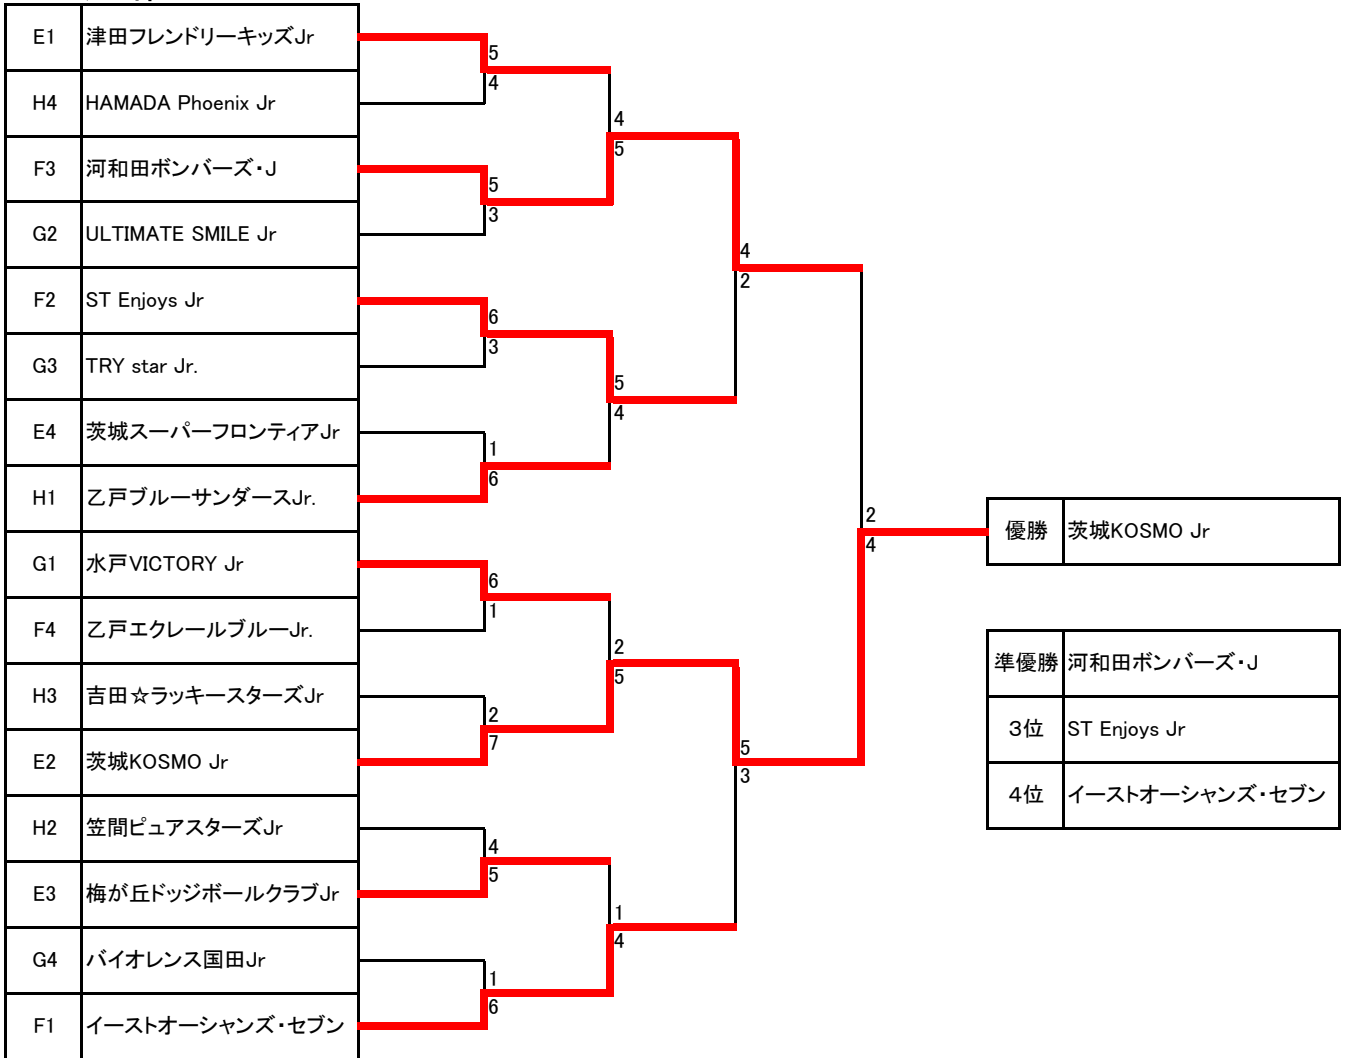 E1 津田フレンドリーキッズJr
5
4
H4 HAMADA Phoenix Jr
4
5
F3 河和田ボンバーズ・J
5
3
G2 ULTIMATE SMILE Jr
4
2
F2 ST Enjoys Jr
6
3
G3 TRY star Jr.
5
4
E4 茨城スーパーフロンティアJr
1
6
H1 乙戸ブルーサンダースJr.
2
4
優勝 茨城KOSMO Jr
G1 水戸VICTORY Jr
6
1
F4 乙戸エクレールブルーJr.
2
5
準優勝 河和田ボンバーズ・J
H3 吉田☆ラッキースターズJr
2
7
3位 ST Enjoys Jr
E2 茨城KOSMO Jr
5
3
4位 イーストオーシャンズ・セブン
H2 笠間ピュアスターズJr
4
5
E3 梅が丘ドッジボールクラブJr
1
4
G4 バイオレンス国田Jr
1
6
F1 イーストオーシャンズ・セブン